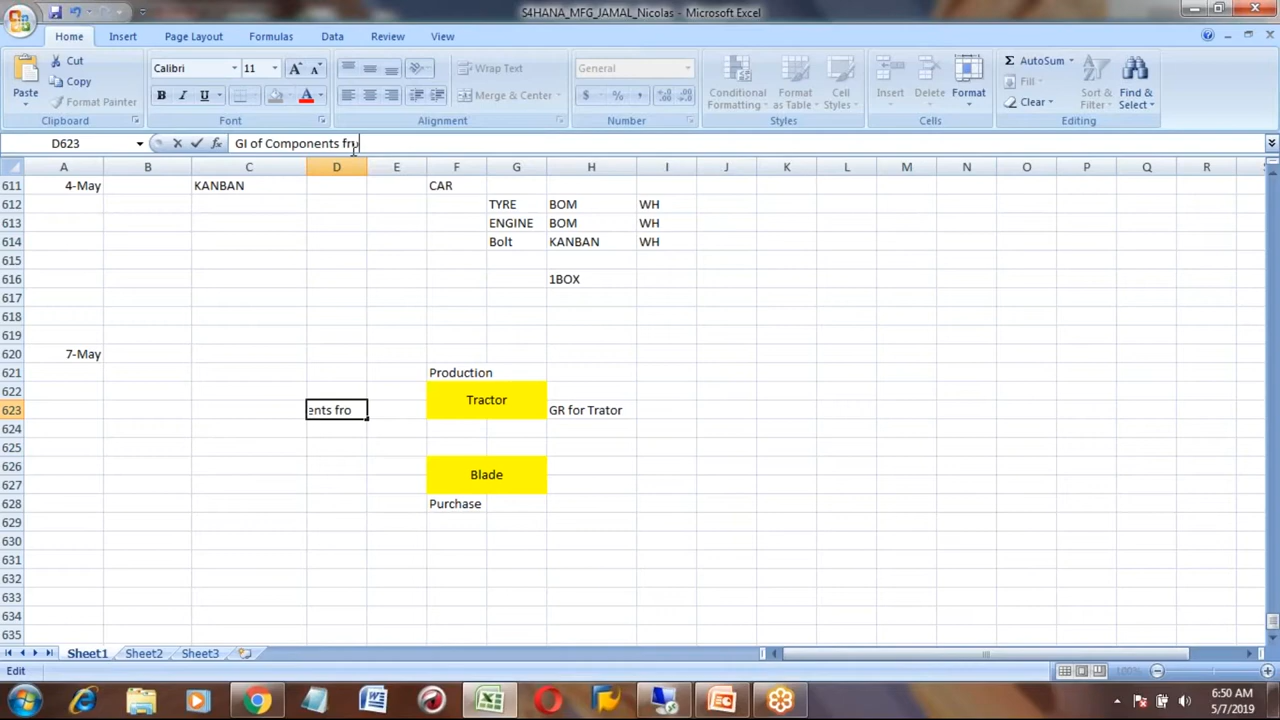 S4HANA_MFG_JAMAL_Nicolas - Microsoft Excel
Home Insert Page Layout Formulas Data Review View
Paste Cut Copy Format Painter
Calibri 11 Wrap Text General AutoSum
Merge & Center Conditional Formatting Format as Table Cell Styles Insert Delete Format Fill Clear Sort & Filter Find & Select
Clipboard Font Alignment Number Styles Cells Editing
D623 GI of Components fro
A B C D E F G H I J K L M N O P Q R
611 4-May KANBAN CAR
612 TYRE BOM WH
613 ENGINE BOM WH
614 Bolt KANBAN WH
615
616 1BOX
617
618
619
620 7-May
621 Production
622 Tractor
623 ents fro GR for Trator
624
625
626 Blade
627
628 Purchase
629
630
631
632
633
634
635
Sheet1 Sheet2 Sheet3
Edit 100%
6:50 AM
5/7/2019